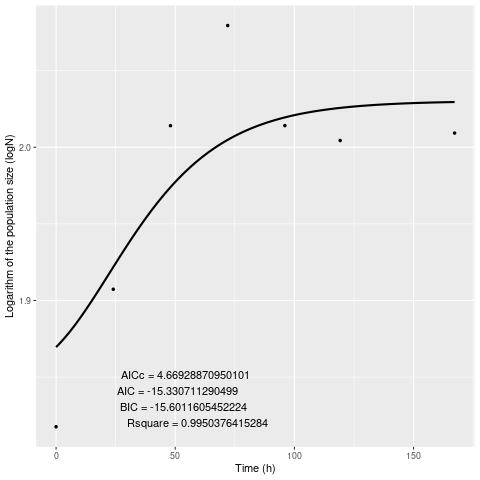 Logarithm of the population size (logN)
2.0
1.9
AICc = 4.66928870950101
AIC = -15.330711290499
BIC = -15.6011605452224
Rsquare = 0.9950376415284
0 50 100 150
Time (h)